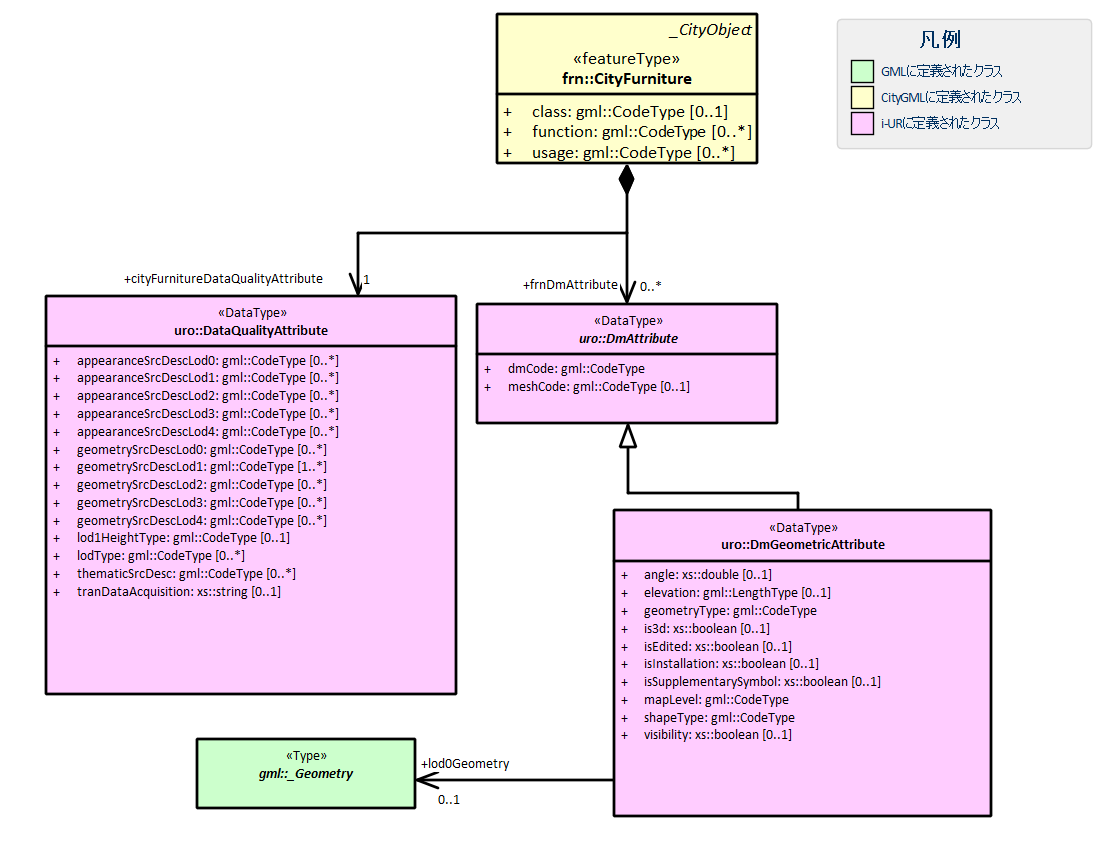 _CityObject
«featureType»
frn::CityFurniture
+ class: gml::CodeType [0..1]
+ function: gml::CodeType [0..*]
+ usage: gml::CodeType [0..*]
凡例
GMLに定義されたクラス
CityGMLに定義されたクラス
i-URに定義されたクラス
+cityFurnitureDataQualityAttribute
1
+frnDmAttribute
0..*
«DataType»
uro::DataQualityAttribute
+ appearanceSrcDescLod0: gml::CodeType [0..*]
+ appearanceSrcDescLod1: gml::CodeType [0..*]
+ appearanceSrcDescLod2: gml::CodeType [0..*]
+ appearanceSrcDescLod3: gml::CodeType [0..*]
+ appearanceSrcDescLod4: gml::CodeType [0..*]
+ geometrySrcDescLod0: gml::CodeType [0..*]
+ geometrySrcDescLod1: gml::CodeType [1..*]
+ geometrySrcDescLod2: gml::CodeType [0..*]
+ geometrySrcDescLod3: gml::CodeType [0..*]
+ geometrySrcDescLod4: gml::CodeType [0..*]
+ lod1HeightType: gml::CodeType [0..1]
+ lodType: gml::CodeType [0..*]
+ thematicSrcDesc: gml::CodeType [0..*]
+ tranDataAcquisition: xs::string [0..1]
«DataType»
uro::DmAttribute
+ dmCode: gml::CodeType
+ meshCode: gml::CodeType [0..1]
«DataType»
uro::DmGeometricAttribute
+ angle: xs::double [0..1]
+ elevation: gml::LengthType [0..1]
+ geometryType: gml::CodeType
+ is3d: xs::boolean [0..1]
+ isEdited: xs::boolean [0..1]
+ isInstallation: xs::boolean [0..1]
+ isSupplementarySymbol: xs::boolean [0..1]
+ mapLevel: gml::CodeType
+ shapeType: gml::CodeType
+ visibility: xs::boolean [0..1]
«Type»
gml::_Geometry
+lod0Geometry
0..1